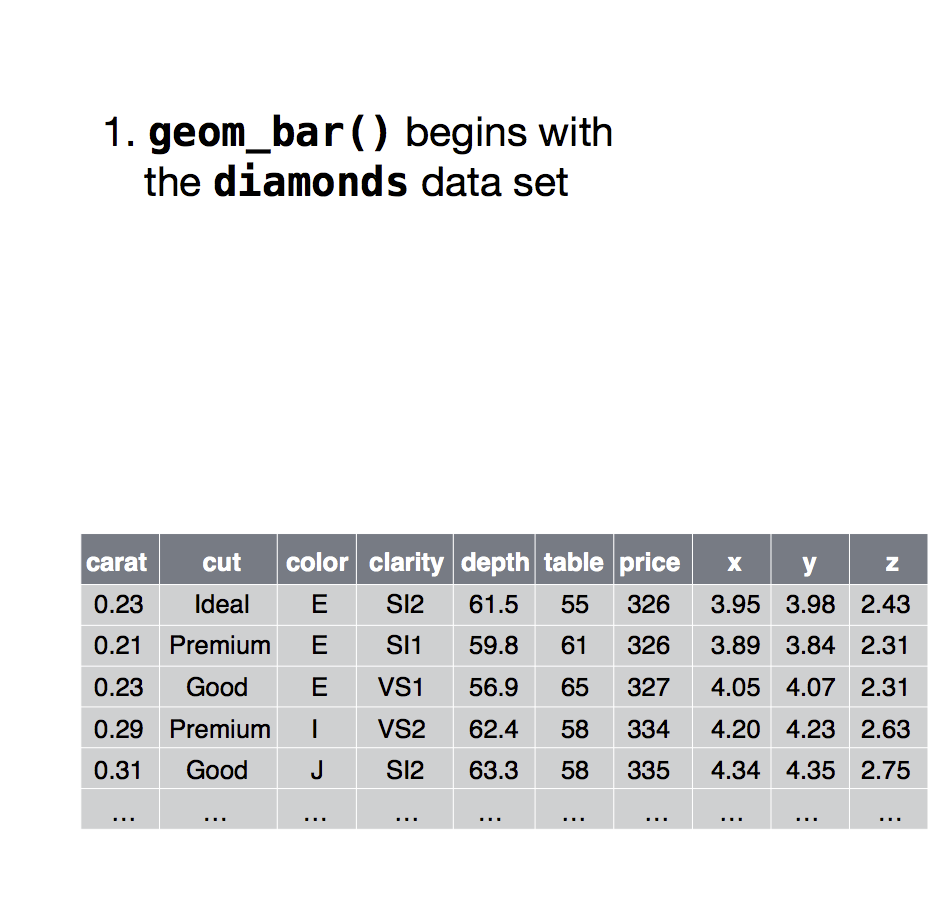 1. geom_bar() begins with
the diamonds data set
carat cut color clarity depth table price x y z
0.23 Ideal E SI2 61.5 55 326 3.95 3.98 2.43
0.21 Premium E SI1 59.8 61 326 3.89 3.84 2.31
0.23 Good E VS1 56.9 65 327 4.05 4.07 2.31
0.29 Premium I VS2 62.4 58 334 4.20 4.23 2.63
0.31 Good J SI2 63.3 58 335 4.34 4.35 2.75
… … … … … … … … … …